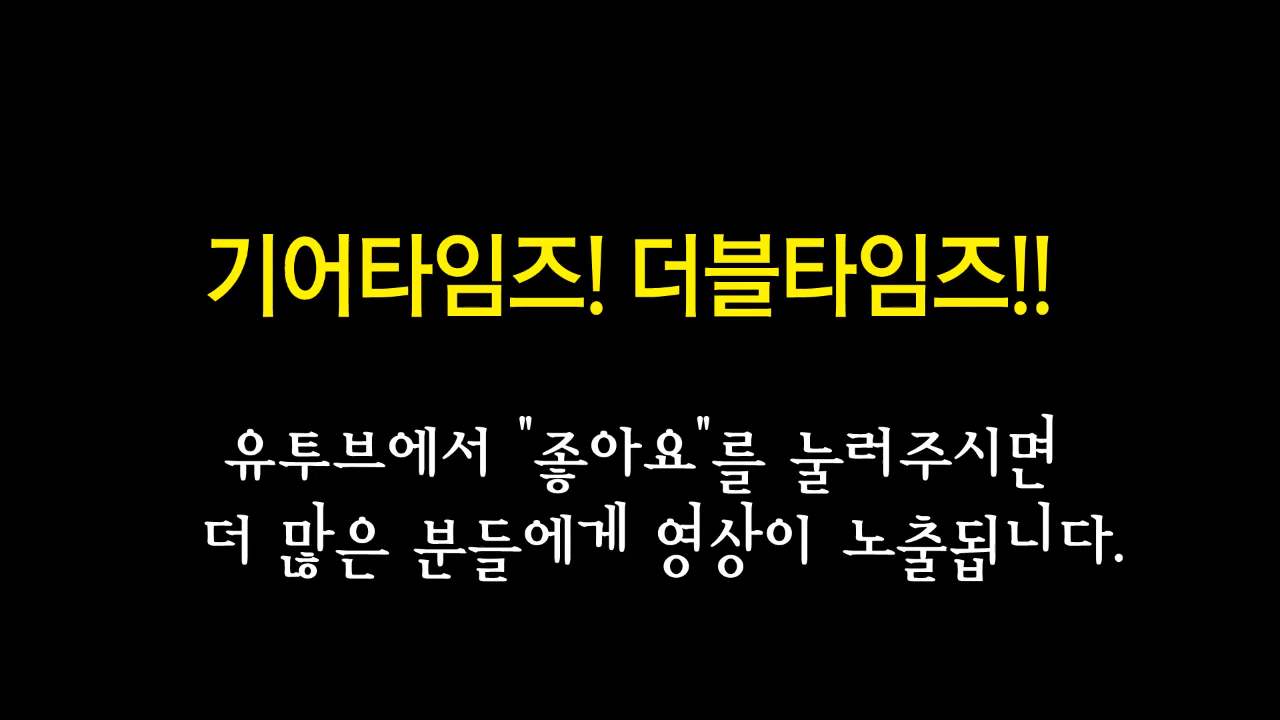 기어타임즈! 더블타임즈!!
유투브에서 "좋아요"를 눌러주시면
더 많은 분들에게 영상이 노출됩니다.